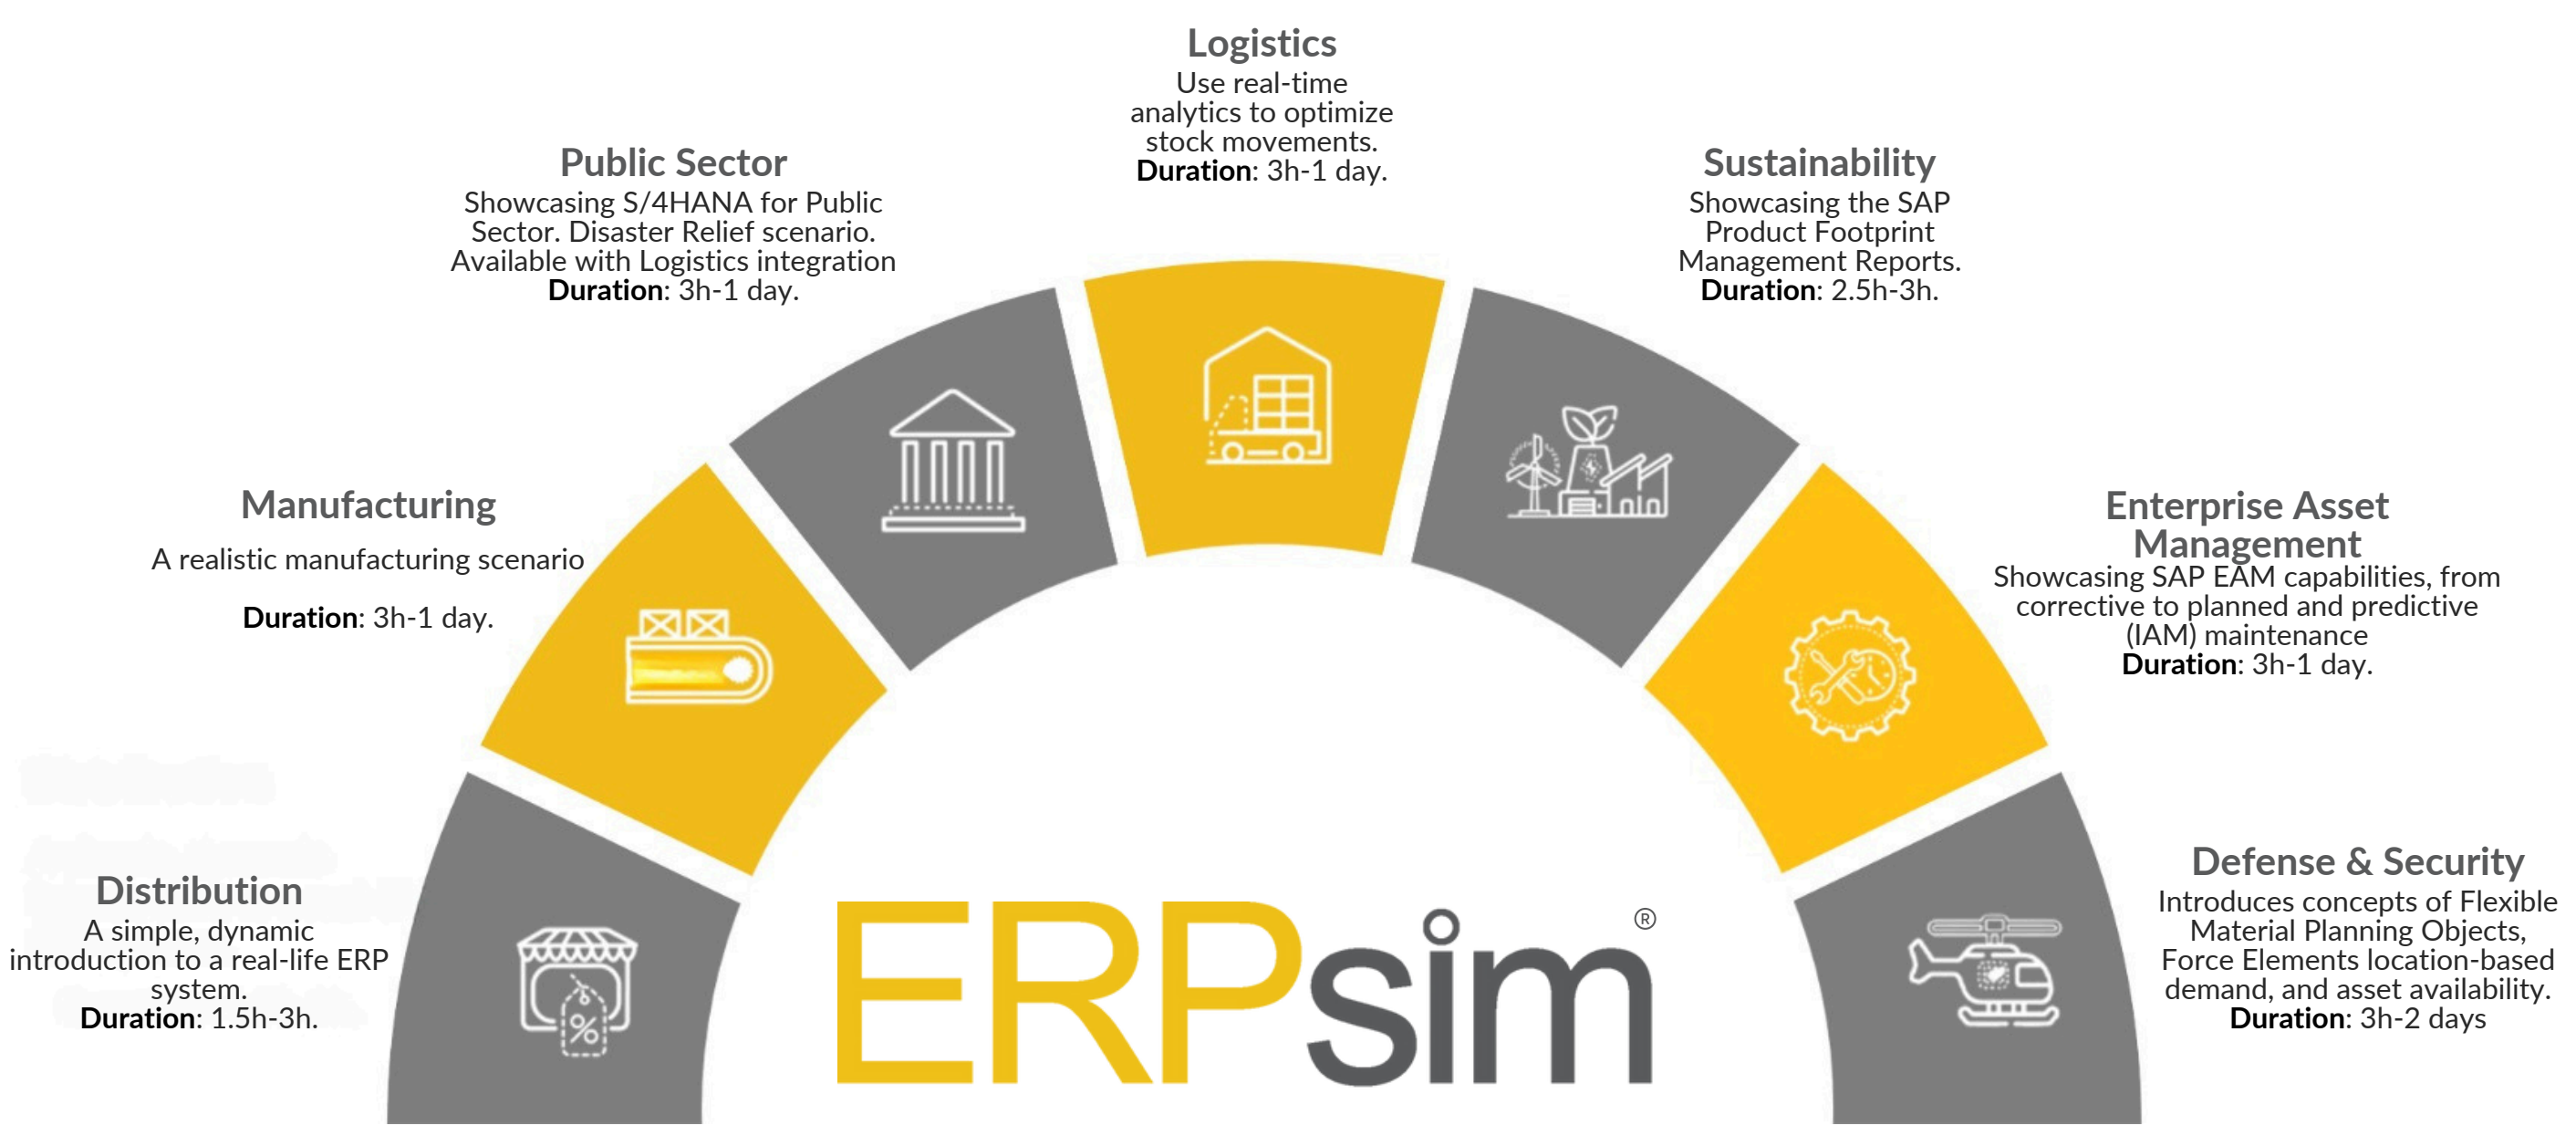 Logistics
Use real-time
analytics to optimize
stock movements.
Duration: 3h-1 day.
Public Sector
Showcasing S/4HANA for Public
Sector. Disaster Relief scenario.
Available with Logistics integration
Duration: 3h-1 day.
Sustainability
Showcasing the SAP
Product Footprint
Management Reports.
Duration: 2.5h-3h.
Manufacturing
A realistic manufacturing scenario
Duration: 3h-1 day.
Enterprise Asset
Management
Showcasing SAP EAM capabilities, from
corrective to planned and predictive
(IAM) maintenance
Duration: 3h-1 day.
Distribution
A simple, dynamic
introduction to a real-life ERP
system.
Duration: 1.5h-3h.
%
ERPsim®
Defense & Security
Introduces concepts of Flexible
Material Planning Objects,
Force Elements location-based
demand, and asset availability.
Duration: 3h-2 days